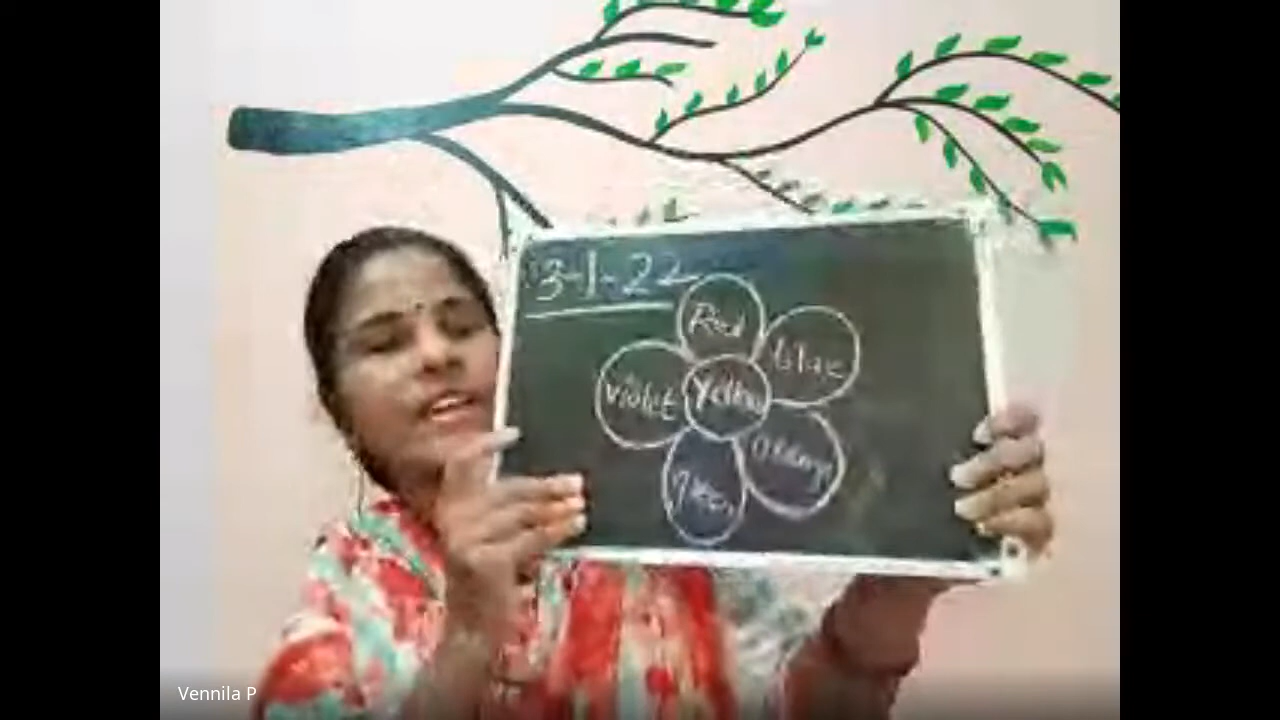 3-1-22
Red
blue
Violet
Yellow
Orange
green
Vennila P